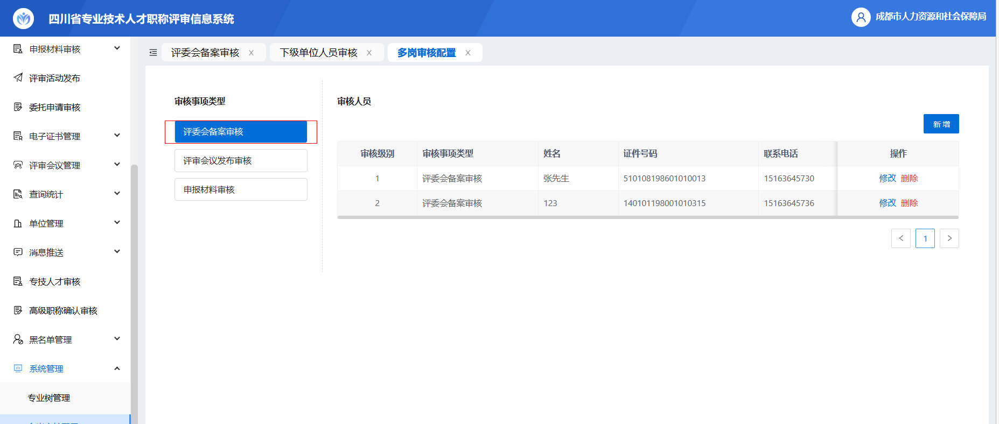 四川省专业技术人才职称评审信息系统
成都市人力资源和社会保障局
申报材料审核
评审活动发布
委托申请审核
电子证书管理
评审会议管理
查询统计
单位管理
消息推送
专技人才审核
高级职称确认审核
黑名单管理
系统管理
专业树管理
评委会备案审核 X 下级单位人员审核 X 多岗审核配置 X
审核事项类型
评委会备案审核
评审会议发布审核
申报材料审核
审核人员
新增
审核级别 审核事项类型 姓名 证件号码 联系电话 操作
1 评委会备案审核 张先生 510108198601010013 15163645730 修改 删除
2 评委会备案审核 123 140101198001010315 15163645736 修改 删除
< 1 >